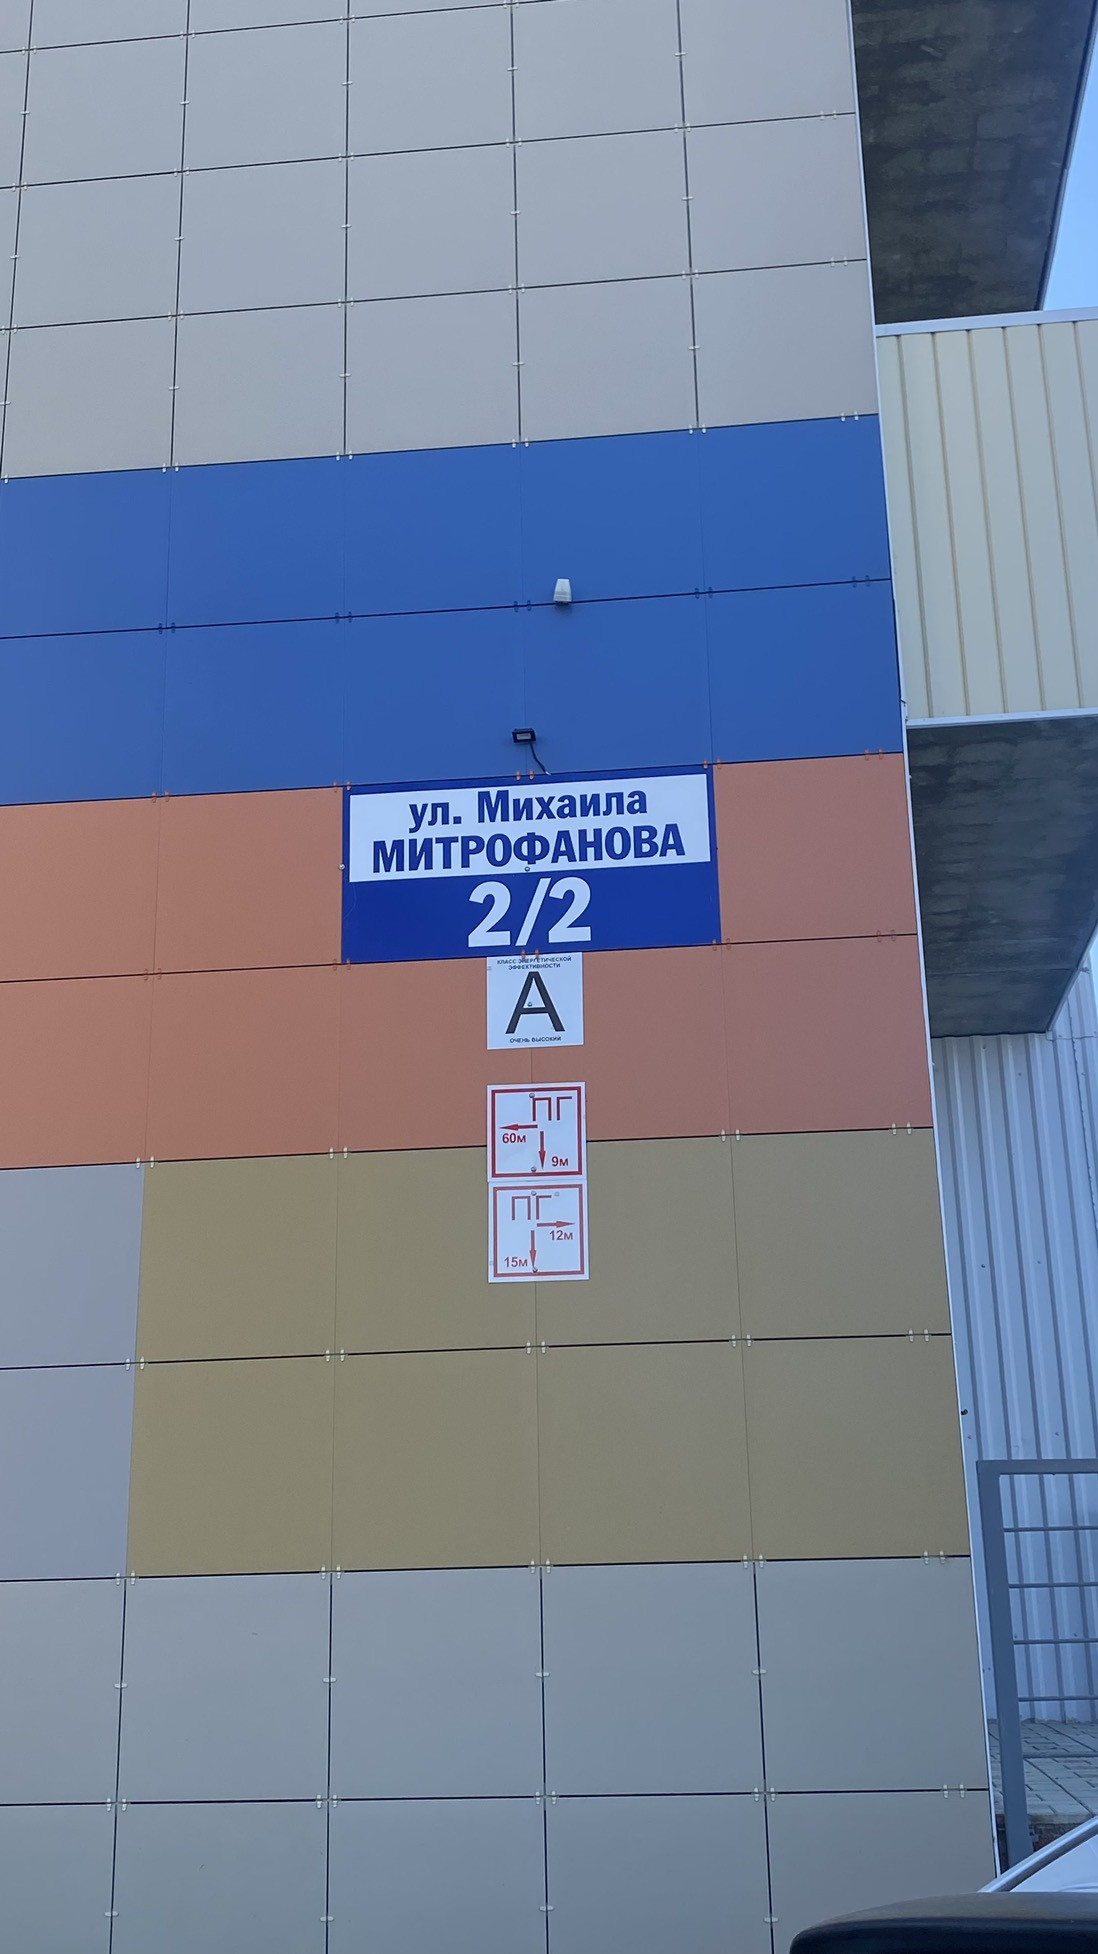 ул. Михаила
МИТРОФАНОВА
2/2
КЛАСС ЭНЕРГЕТИЧЕСКОЙ
ЭФФЕКТИВНОСТИ
А
ОЧЕНЬ ВЫСОКИЙ
ПГ
60м
9м
ПГ
12м
15м